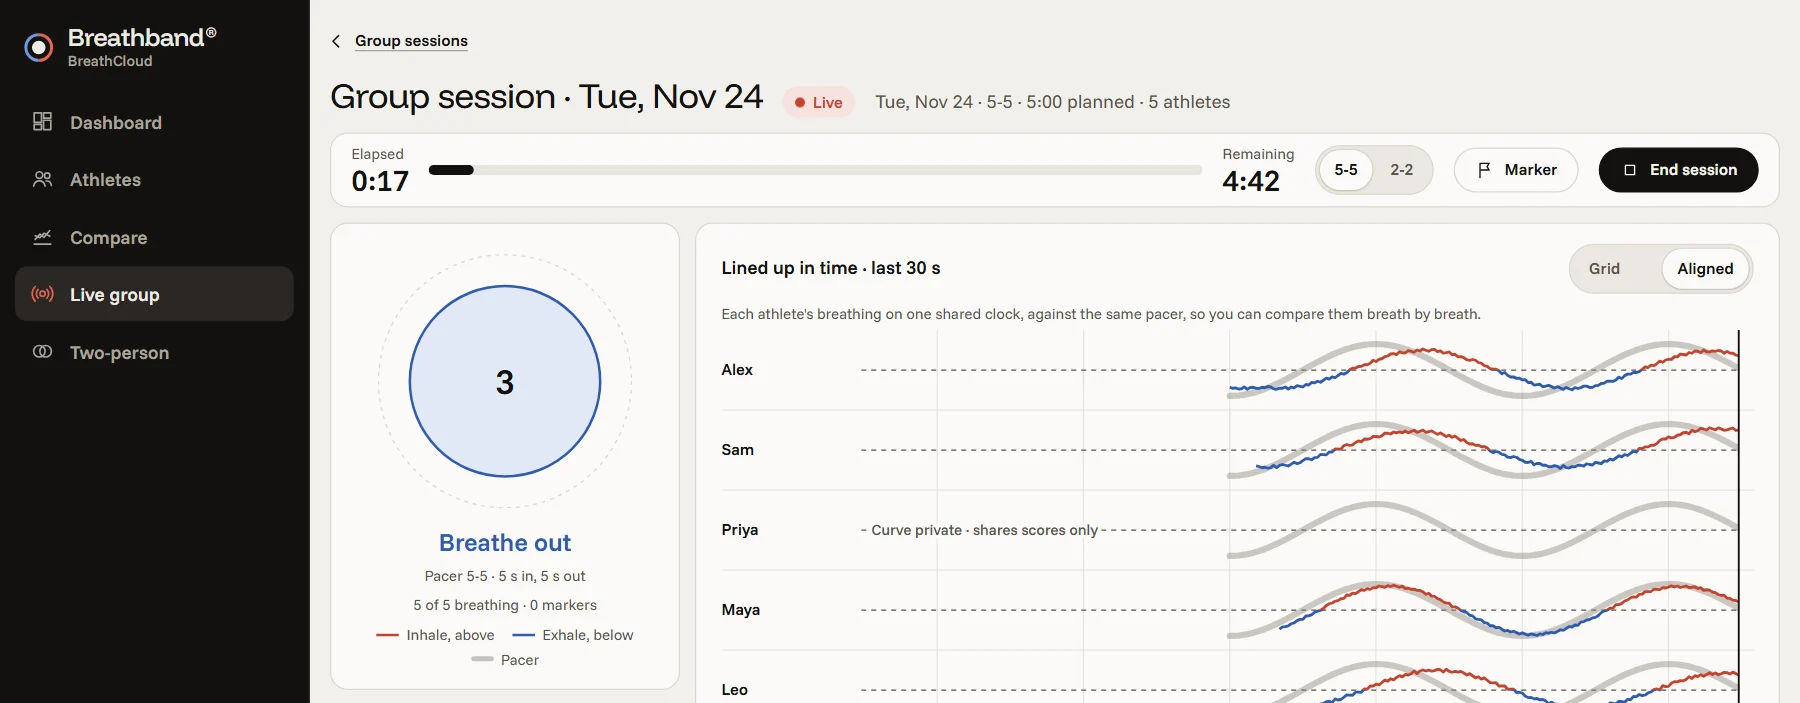 Breathband®
BreathCloud
Dashboard
Athletes
Compare
Live group
Two-person
Group sessions
Group session · Tue, Nov 24
Live
Tue, Nov 24 · 5-5 · 5:00 planned · 5 athletes
Elapsed
0:17
Remaining
4:42
5-5
2-2
Marker
End session
3
Breathe out
Pacer 5-5 · 5 s in, 5 s out
5 of 5 breathing · 0 markers
Inhale, above
Exhale, below
Pacer
Lined up in time · last 30 s
Grid
Aligned
Each athlete's breathing on one shared clock, against the same pacer, so you can compare them breath by breath.
Alex
Sam
Priya
Curve private · shares scores only
Maya
Leo